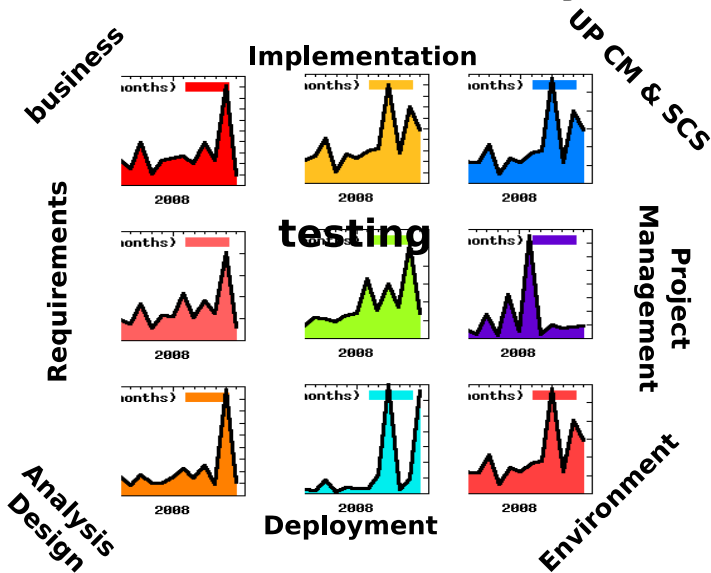 business
Implementation
UP CM & SCS
onths)
onths)
onths)
2008
2008
2008
Requirements
testing
Project
Management
onths)
onths)
2008
2008
2008
onths)
onths)
onths)
2008
2008
2008
Analysis
Design
Deployment
Environment